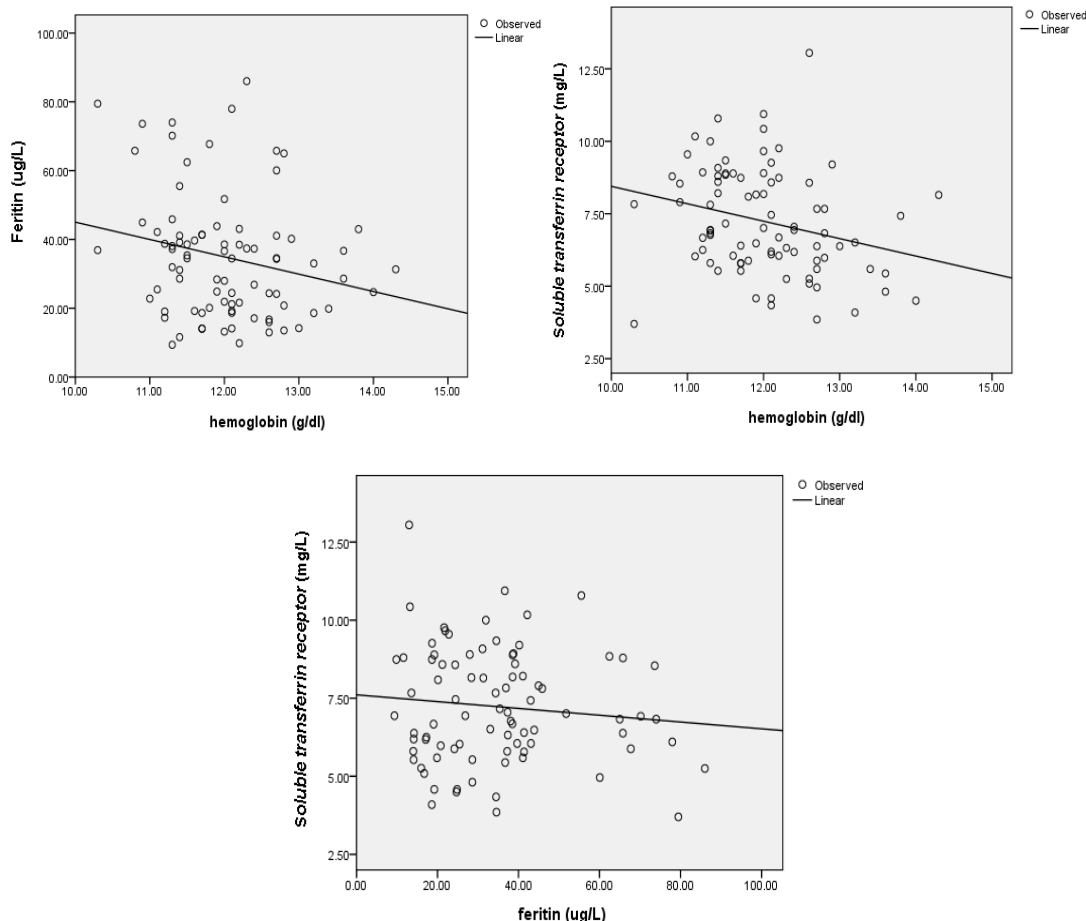 Observed
Linear
100.00
80.00
60.00
40.00
20.00
0.00
Feritin (ug/L)
10.00 11.00 12.00 13.00 14.00 15.00
hemoglobin (g/dl)
Observed
Linear
12.50
10.00
7.50
5.00
2.50
Soluble transferrin receptor (mg/L)
10.00 11.00 12.00 13.00 14.00 15.00
hemoglobin (g/dl)
Observed
Linear
12.50
10.00
7.50
5.00
2.50
Soluble transferrin receptor (mg/L)
0.00 20.00 40.00 60.00 80.00 100.00
feritin (ug/L)